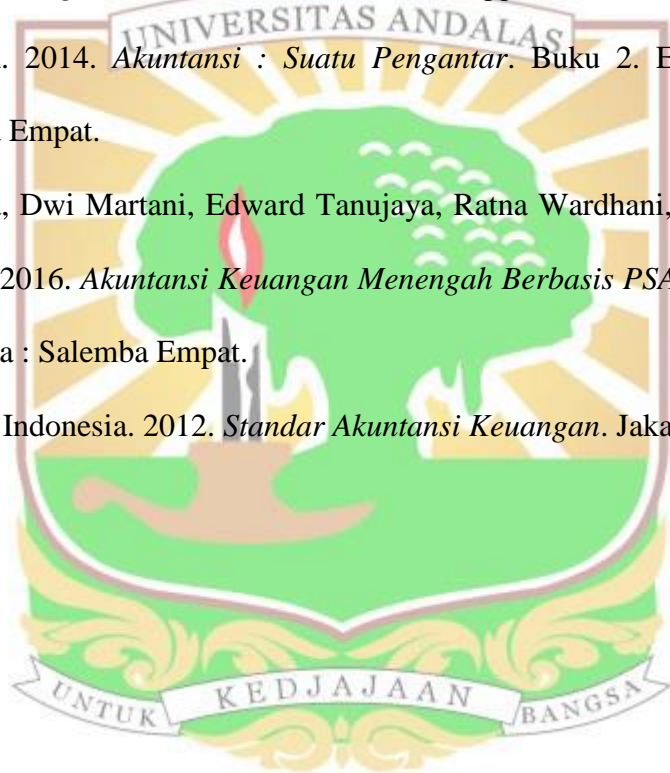 UNIVERSITAS ANDALAS
. 2014. Akuntansi : Suatu Pengantar. Buku 2. E
Empat.
, Dwi Martani, Edward Tanujaya, Ratna Wardhani,
2016. Akuntansi Keuangan Menengah Berbasis PSA
a : Salemba Empat.
Indonesia. 2012. Standar Akuntansi Keuangan. Jaka
UNTUK KEDJAJAAN BANGSA